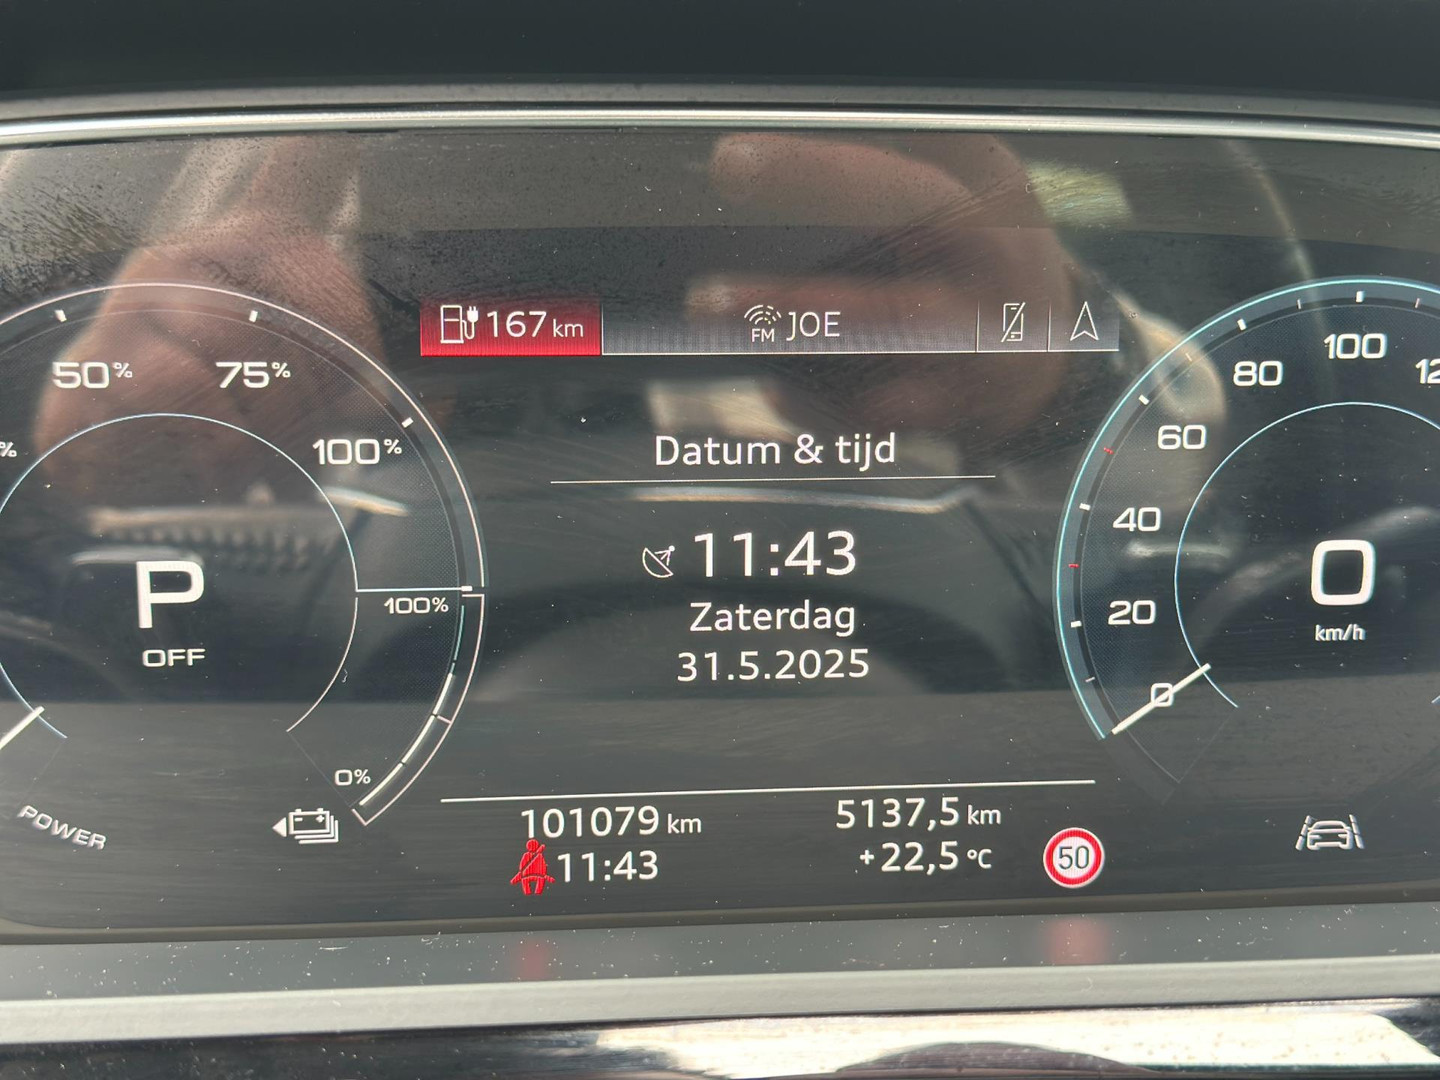 167 km
FM JOE
50%
75%
100%
%
Datum & tijd
11:43
Zaterdag
31.5.2025
P
OFF
100%
0%
POWER
100
80
60
40
20
0
0
km/h
101079 km
5137,5 km
11:43
+22,5 °C
50